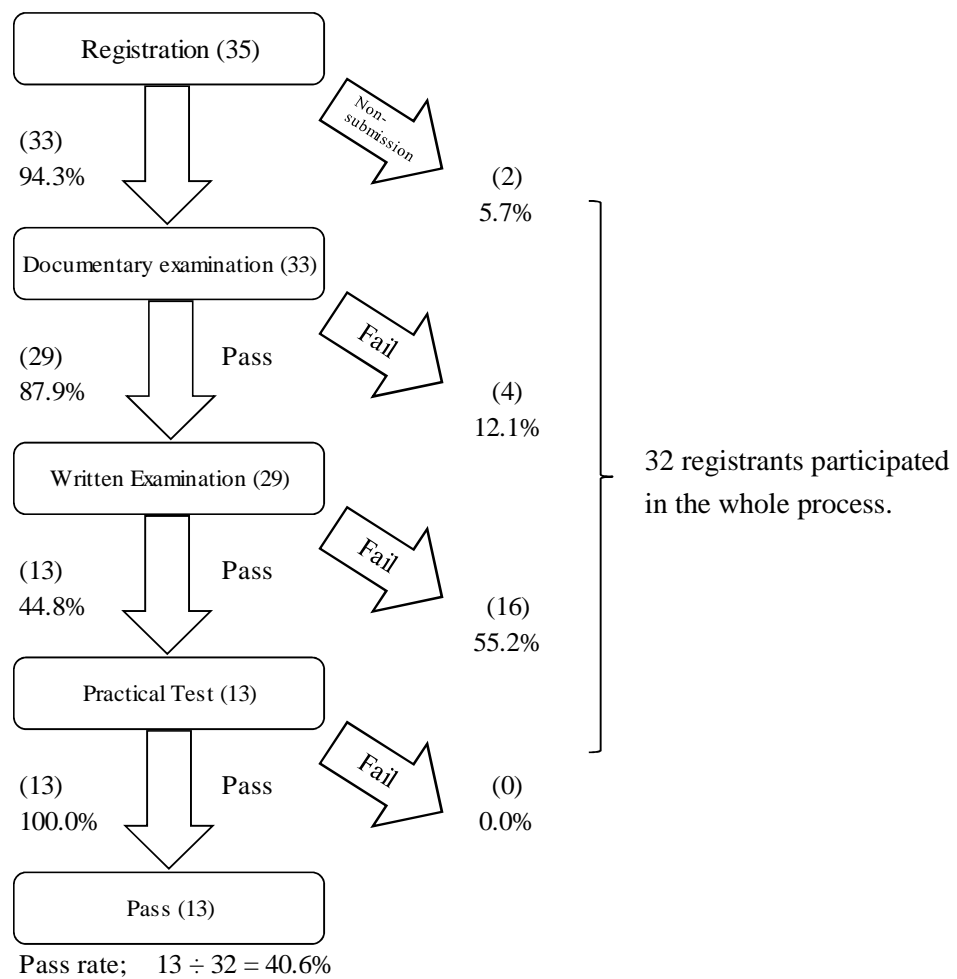 Registration (35)
Non-
submission
(33)
94.3%
(2)
5.7%
Documentary examination (33)
Fail
(29)
87.9%
Pass
(4)
12.1%
32 registrants participated
in the whole process.
Written Examination (29)
Fail
(13)
44.8%
Pass
(16)
55.2%
Practical Test (13)
Fail
(13)
100.0%
Pass
(0)
0.0%
Pass (13)
Pass rate; 13 ÷ 32 = 40.6%